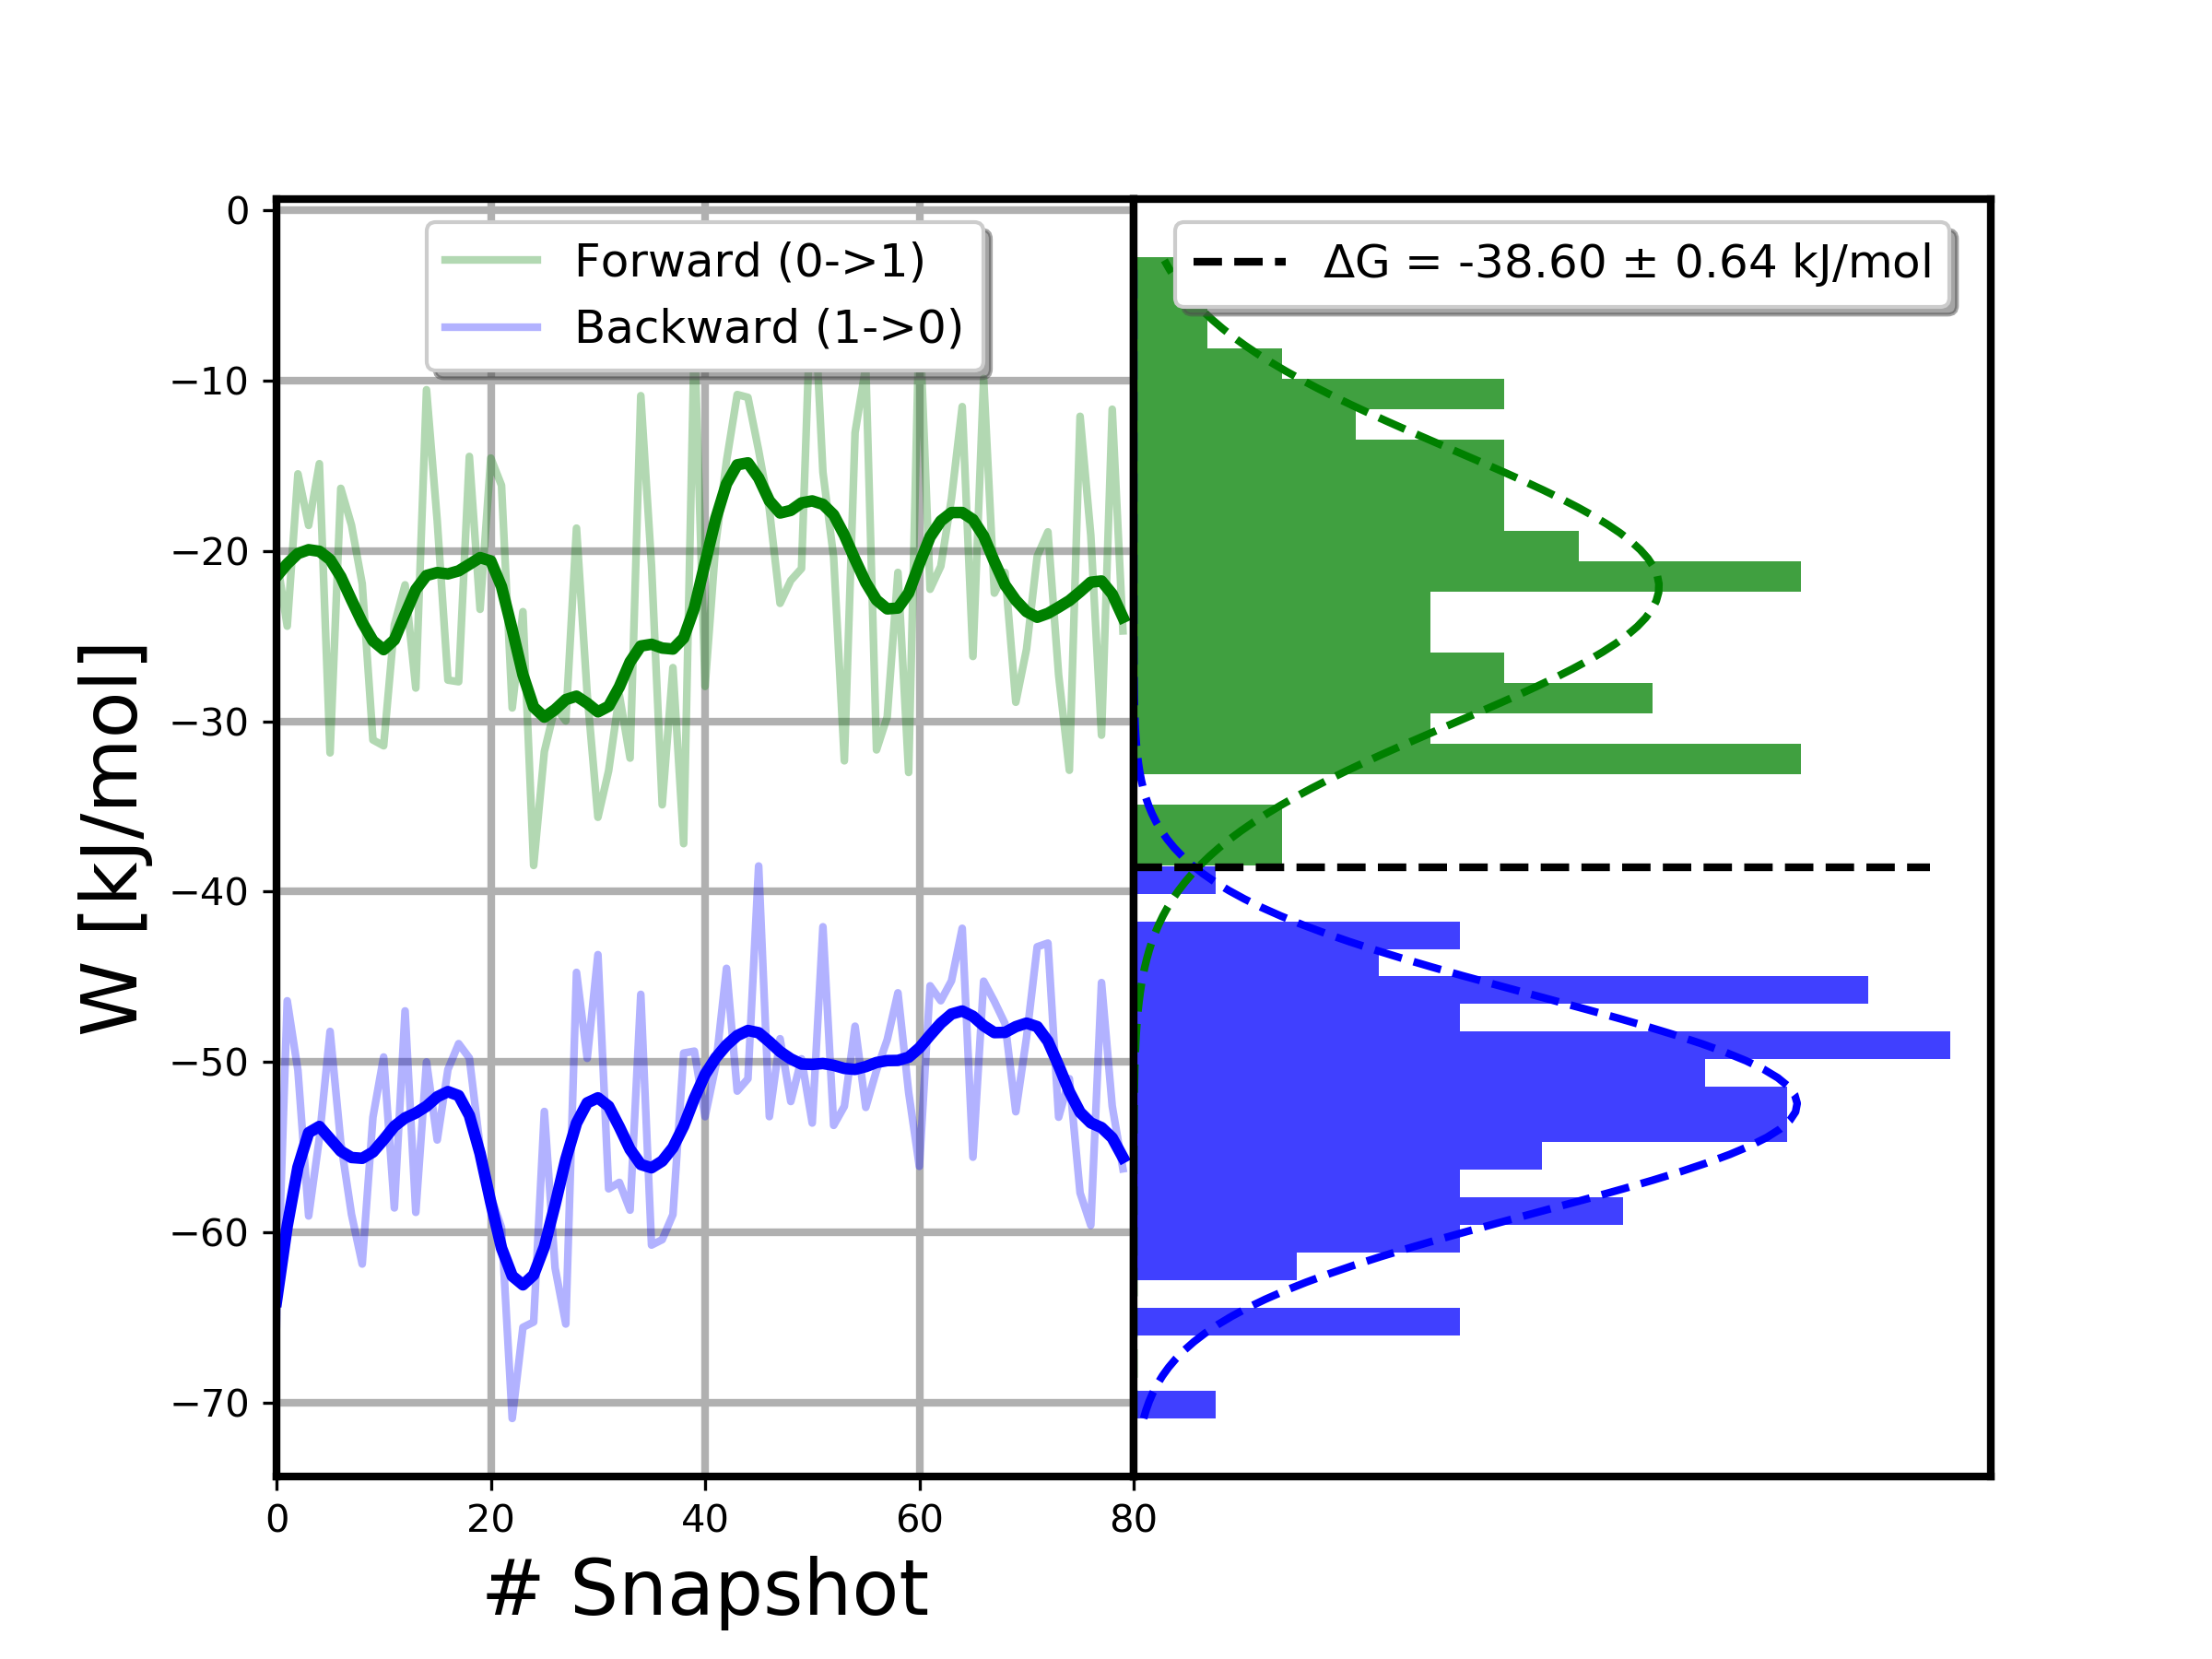 Forward (0->1)
Backward (1->0)
ΔG = -38.60 ± 0.64 kJ/mol
W [kJ/mol]
0
−10
−20
−30
−40
−50
−60
−70
0 20 40 60 80
# Snapshot